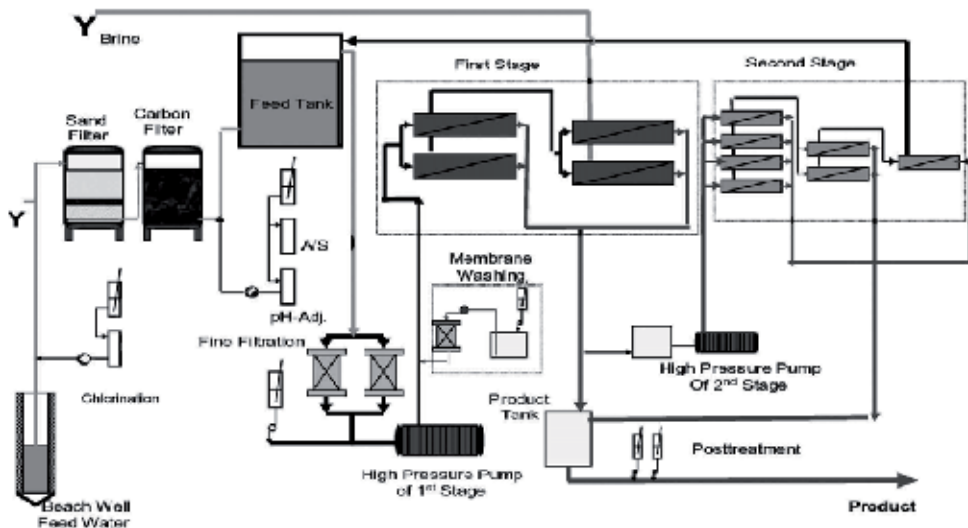 Brine
First Stage
Second Stage
Feed Tank
Sand
Filter
Carbon
Filter
A/S
pH-Adj.
Membrane
Washing
Fine Filtration
Chlorination
High Pressure Pump
Of 2nd Stage
Product
Tank
Posttreatment
High Pressure Pump
of 1st Stage
Beach Well
Feed Water
Product